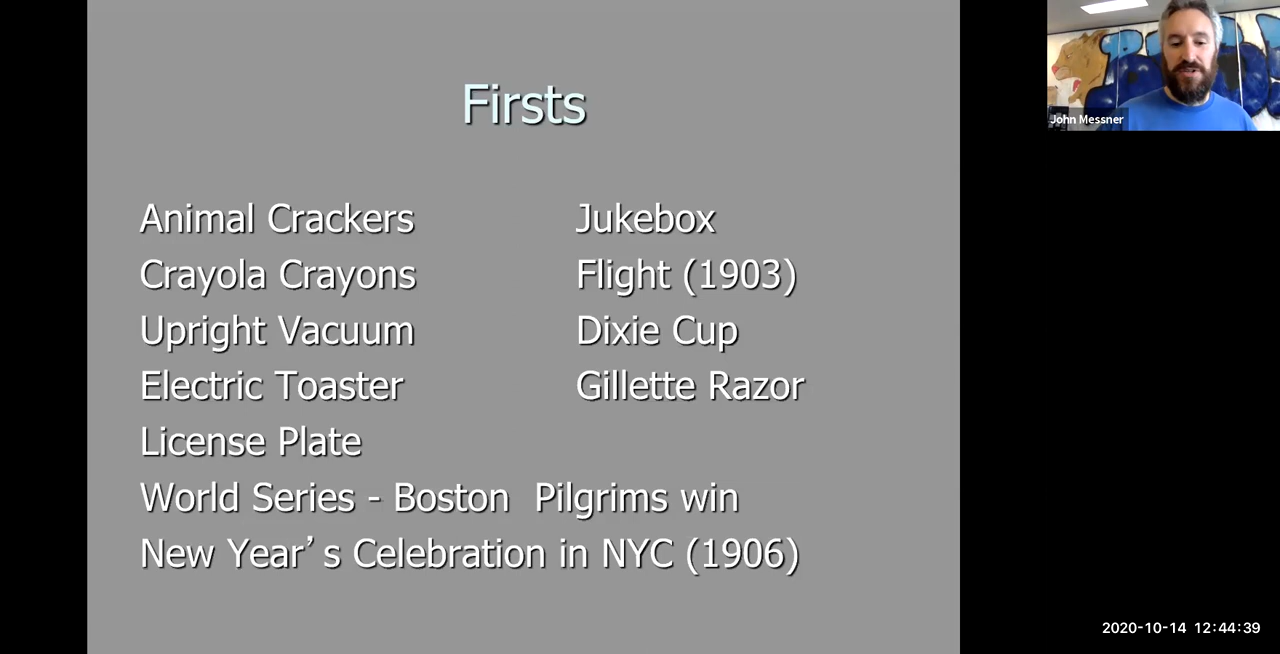 Firsts
Animal Crackers
Crayola Crayons
Upright Vacuum
Electric Toaster
License Plate
World Series - Boston  Pilgrims win
New Year’s Celebration in NYC (1906)
Jukebox
Flight (1903)
Dixie Cup
Gillette Razor
John Messner
2020-10-14 12:44:39